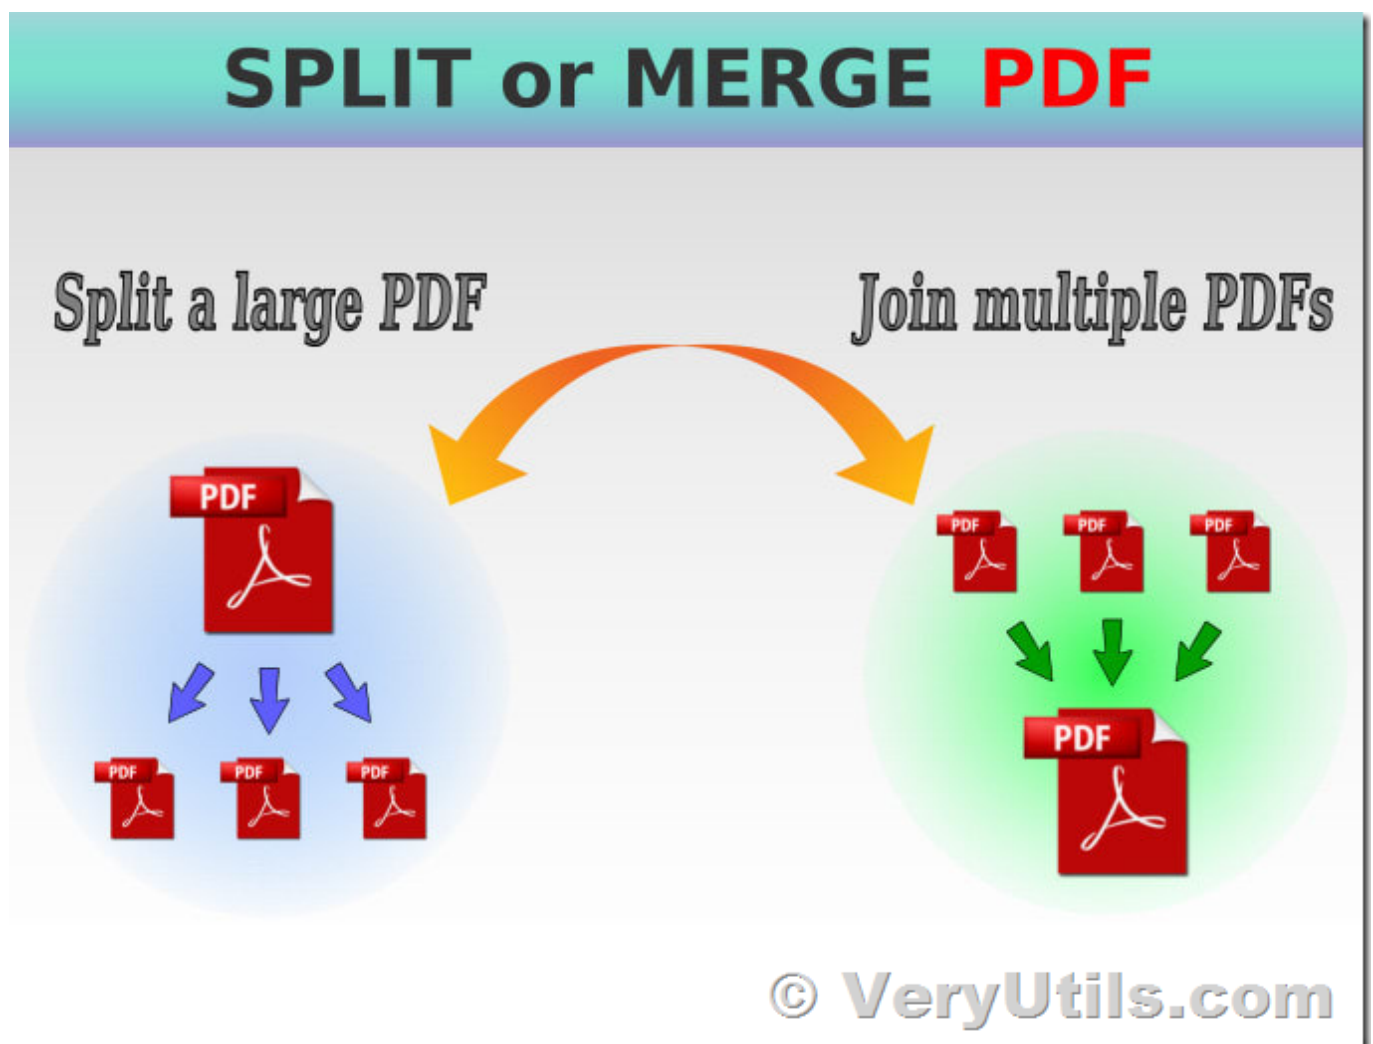 SPLIT or MERGE PDF
Split a large PDF
Join multiple PDFs
PDF
PDF PDF PDF
PDF PDF PDF
PDF
© VeryUtils.com